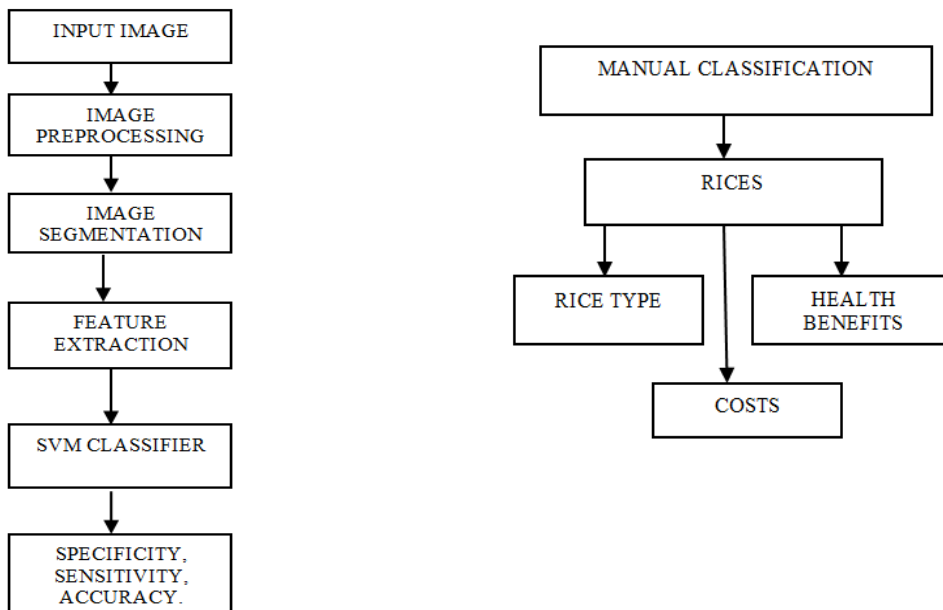 INPUT IMAGE
IMAGE
PREPROCESSING
IMAGE
SEGMENTATION
FEATURE
EXTRACTION
SVM CLASSIFIER
SPECIFICITY,
SENSITIVITY,
ACCURACY.
MANUAL CLASSIFICATION
RICES
RICE TYPE
HEALTH
BENEFITS
COSTS